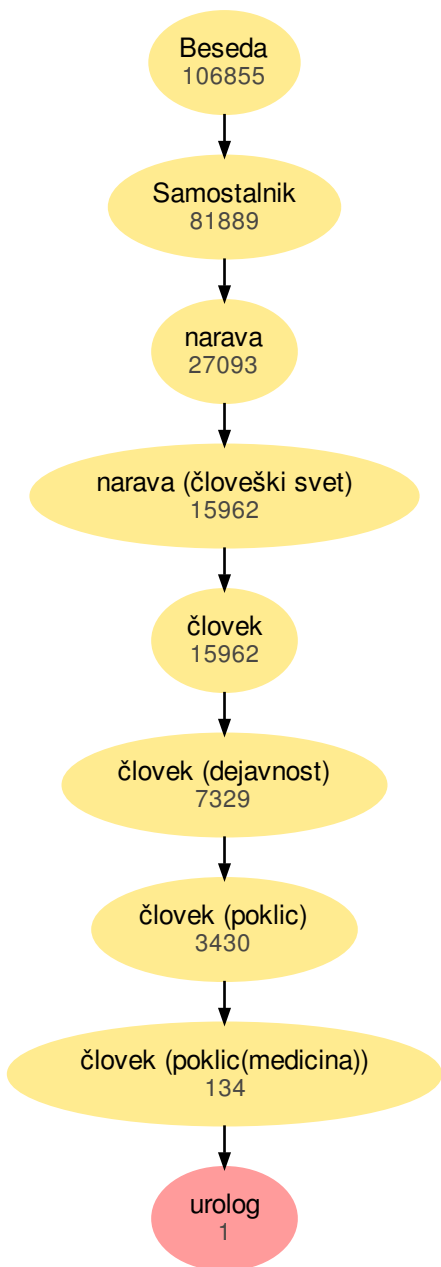 Beseda
106855
Samostalnik
81889
narava
27093
narava (človeški svet)
15962
človek
15962
človek (dejavnost)
7329
človek (poklic)
3430
človek (poklic(medicina))
134
urolog
1